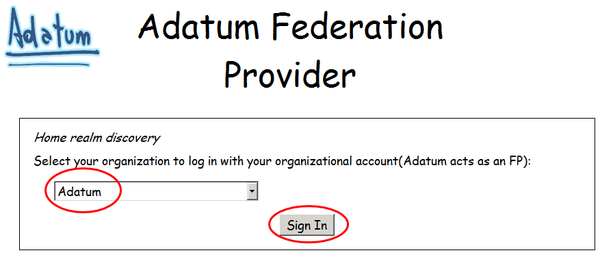 Adatum
Adatum Federation
Provider
Home realm discovery
Select your organization to log in with your organizational account(Adatum acts as an FP):
Adatum
Sign In